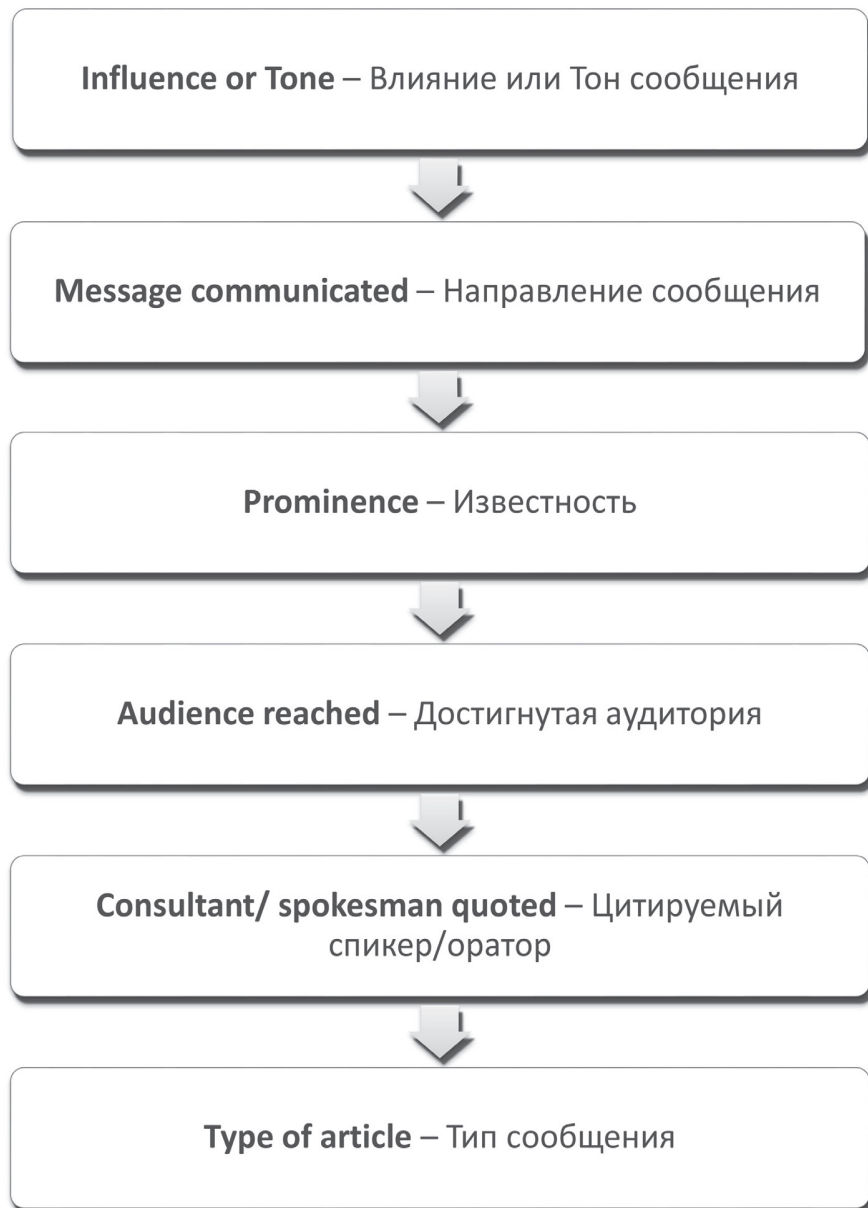 Influence or Tone – Влияние или Тон сообщения
Message communicated – Направление сообщения
Prominence – Известность
Audience reached – Достигнутая аудитория
Consultant/ spokesman quoted – Цитируемый
спикер/оратор
Type of article – Тип сообщения